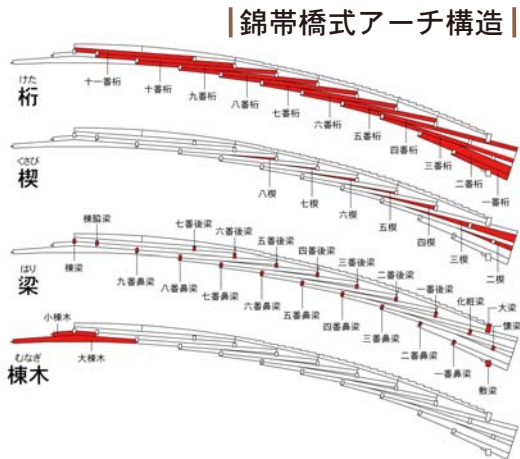 錦帯橋式アーチ構造
けた
桁
十一番桁
十番桁
九番桁
八番桁
七番桁
六番桁
五番桁
四番桁
三番桁
二番桁
一番桁
くさび
楔
八楔
七楔
六楔
五楔
四楔
三楔
二楔
はり
梁
棟脇梁
七番後梁
六番後梁
五番後梁
四番後梁
三番後梁
二番後梁
一番後梁
化粧梁
大梁
懐梁
棟梁
九番鼻梁
八番鼻梁
七番鼻梁
六番鼻梁
五番鼻梁
四番鼻梁
三番鼻梁
二番鼻梁
一番鼻梁
敷梁
むなぎ
棟木
小棟木
大棟木